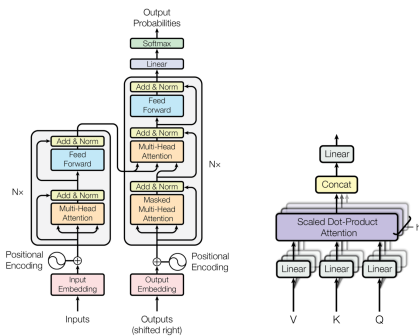 Output
Probabilities
Softmax
Linear
Add & Norm
Feed
Forward
Add & Norm
Multi-Head
Attention
Add & Norm
Masked
Multi-Head
Attention
N×
Add & Norm
Feed
Forward
N×
Add & Norm
Multi-Head
Attention
Positional
Encoding
Positional
Encoding
Input
Embedding
Output
Embedding
Inputs
Outputs
(shifted right)
Linear
Concat
Scaled Dot-Product
Attention
h
Linear
Linear
Linear
V
K
Q